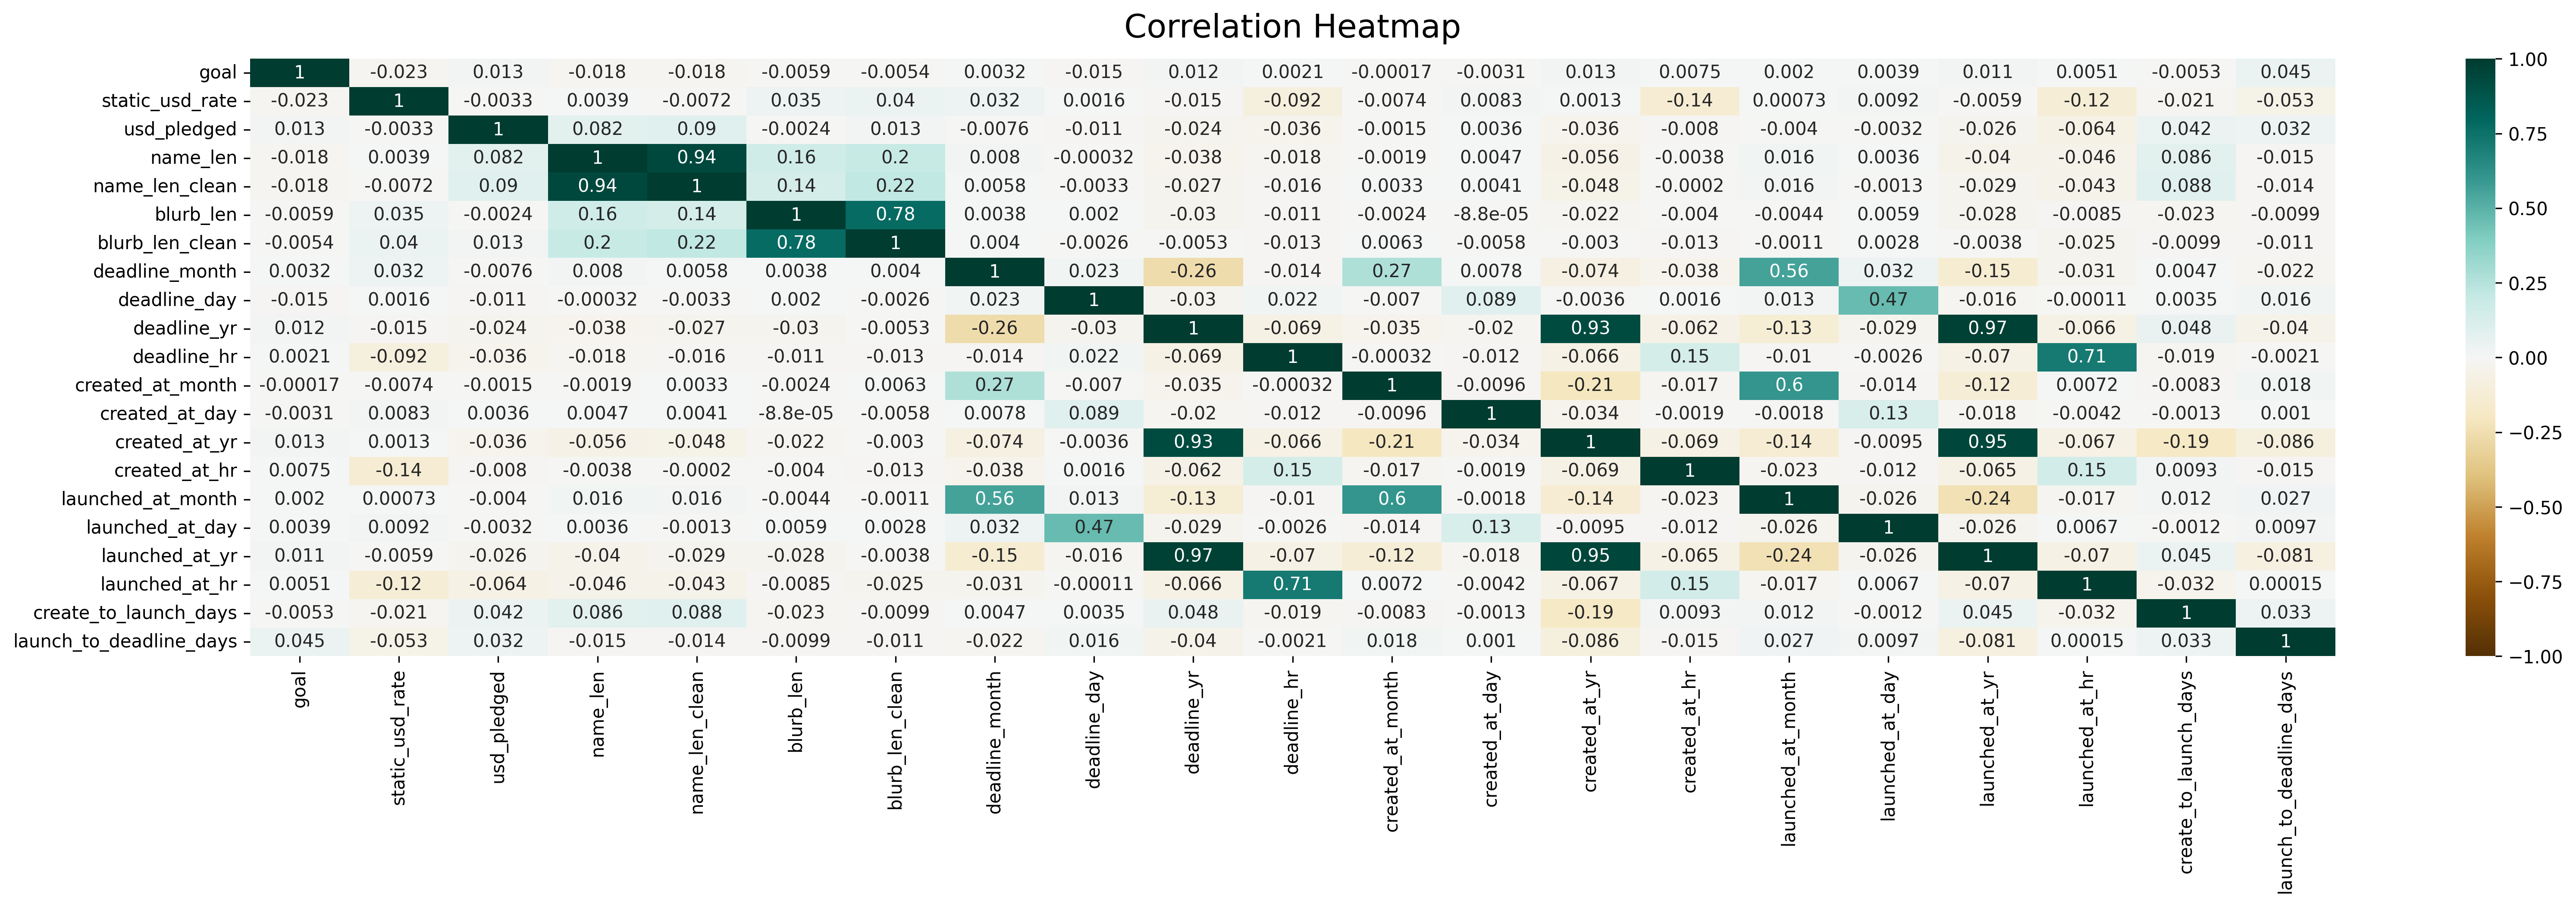 Correlation Heatmap
goal 1 -0.023 0.013 -0.018 -0.018 -0.0059 -0.0054 0.0032 -0.015 0.012 0.0021 -0.00017 -0.0031 0.013 0.0075 0.002 0.0039 0.011 0.0051 -0.0053 0.045
static_usd_rate -0.023 1 -0.0033 0.0039 -0.0072 0.035 0.04 0.032 0.0016 -0.015 -0.092 -0.0074 0.0083 0.0013 -0.14 0.00073 0.0092 -0.0059 -0.12 -0.021 -0.053
usd_pledged 0.013 -0.0033 1 0.082 0.09 -0.0024 0.013 -0.0076 -0.011 -0.024 -0.036 -0.0015 0.0036 -0.036 -0.008 -0.004 -0.0032 -0.026 -0.064 0.042 0.032
name_len -0.018 0.0039 0.082 1 0.94 0.16 0.2 0.008 -0.00032 -0.038 -0.018 -0.0019 0.0047 -0.056 -0.0038 0.016 0.0036 -0.04 -0.046 0.086 -0.015
name_len_clean -0.018 -0.0072 0.09 0.94 1 0.14 0.22 0.0058 -0.0033 -0.027 -0.016 0.0033 0.0041 -0.048 -0.0002 0.016 -0.0013 -0.029 -0.043 0.088 -0.014
blurb_len -0.0059 0.035 -0.0024 0.16 0.14 1 0.78 0.0038 0.002 -0.03 -0.011 -0.0024 -8.8e-05 -0.022 -0.004 -0.0044 0.0059 -0.028 -0.0085 -0.023 -0.0099
blurb_len_clean -0.0054 0.04 0.013 0.2 0.22 0.78 1 0.004 -0.0026 -0.0053 -0.013 0.0063 -0.0058 -0.003 -0.013 -0.0011 0.0028 -0.0038 -0.025 -0.0099 -0.011
deadline_month 0.0032 0.032 -0.0076 0.008 0.0058 0.0038 0.004 1 0.023 -0.26 -0.014 0.27 0.0078 -0.074 -0.038 0.56 0.032 -0.15 -0.031 0.0047 -0.022
deadline_day -0.015 0.0016 -0.011 -0.00032 -0.0033 0.002 -0.0026 0.023 1 -0.03 0.022 -0.007 0.089 -0.0036 0.0016 0.013 0.47 -0.016 -0.00011 0.0035 0.016
deadline_yr 0.012 -0.015 -0.024 -0.038 -0.027 -0.03 -0.0053 -0.26 -0.03 1 -0.069 -0.035 -0.02 0.93 -0.062 -0.13 -0.029 0.97 -0.066 0.048 -0.04
deadline_hr 0.0021 -0.092 -0.036 -0.018 -0.016 -0.011 -0.013 -0.014 0.022 -0.069 1 -0.00032 -0.012 -0.066 0.15 -0.01 -0.0026 -0.07 0.71 -0.019 -0.0021
created_at_month -0.00017 -0.0074 -0.0015 -0.0019 0.0033 -0.0024 0.0063 0.27 -0.007 -0.035 -0.00032 1 -0.0096 -0.21 -0.017 0.6 -0.014 -0.12 0.0072 -0.0083 0.018
created_at_day -0.0031 0.0083 0.0036 0.0047 0.0041 -8.8e-05 -0.0058 0.0078 0.089 -0.02 -0.012 -0.0096 1 -0.034 -0.0019 -0.0018 0.13 -0.018 -0.0042 -0.0013 0.001
created_at_yr 0.013 0.0013 -0.036 -0.056 -0.048 -0.022 -0.003 -0.074 -0.0036 0.93 -0.066 -0.21 -0.034 1 -0.069 -0.14 -0.0095 0.95 -0.067 -0.19 -0.086
created_at_hr 0.0075 -0.14 -0.008 -0.0038 -0.0002 -0.004 -0.013 -0.038 0.0016 -0.062 0.15 -0.017 -0.0019 -0.069 1 -0.023 -0.012 -0.065 0.15 0.0093 -0.015
launched_at_month 0.002 0.00073 -0.004 0.016 0.016 -0.0044 -0.0011 0.56 0.013 -0.13 -0.01 0.6 -0.0018 -0.14 -0.023 1 -0.026 -0.24 -0.017 0.012 0.027
launched_at_day 0.0039 0.0092 -0.0032 0.0036 -0.0013 0.0059 0.0028 0.032 0.47 -0.029 -0.0026 -0.014 0.13 -0.0095 -0.012 -0.026 1 -0.026 0.0067 -0.0012 0.0097
launched_at_yr 0.011 -0.0059 -0.026 -0.04 -0.029 -0.028 -0.0038 -0.15 -0.016 0.97 -0.07 -0.12 -0.018 0.95 -0.065 -0.24 -0.026 1 -0.07 0.045 -0.081
launched_at_hr 0.0051 -0.12 -0.064 -0.046 -0.043 -0.0085 -0.025 -0.031 -0.00011 -0.066 0.71 0.0072 -0.0042 -0.067 0.15 -0.017 0.0067 -0.07 1 -0.032 0.00015
create_to_launch_days -0.0053 -0.021 0.042 0.086 0.088 -0.023 -0.0099 0.0047 0.0035 0.048 -0.019 -0.0083 -0.0013 -0.19 0.0093 0.012 -0.0012 0.045 -0.032 1 0.033
launch_to_deadline_days 0.045 -0.053 0.032 -0.015 -0.014 -0.0099 -0.011 -0.022 0.016 -0.04 -0.0021 0.018 0.001 -0.086 -0.015 0.027 0.0097 -0.081 0.00015 0.033 1
goal
static_usd_rate
usd_pledged
name_len
name_len_clean
blurb_len
blurb_len_clean
deadline_month
deadline_day
deadline_yr
deadline_hr
created_at_month
created_at_day
created_at_yr
created_at_hr
launched_at_month
launched_at_day
launched_at_yr
launched_at_hr
create_to_launch_days
launch_to_deadline_days
1.00
0.75
0.50
0.25
0.00
−0.25
−0.50
−0.75
−1.00